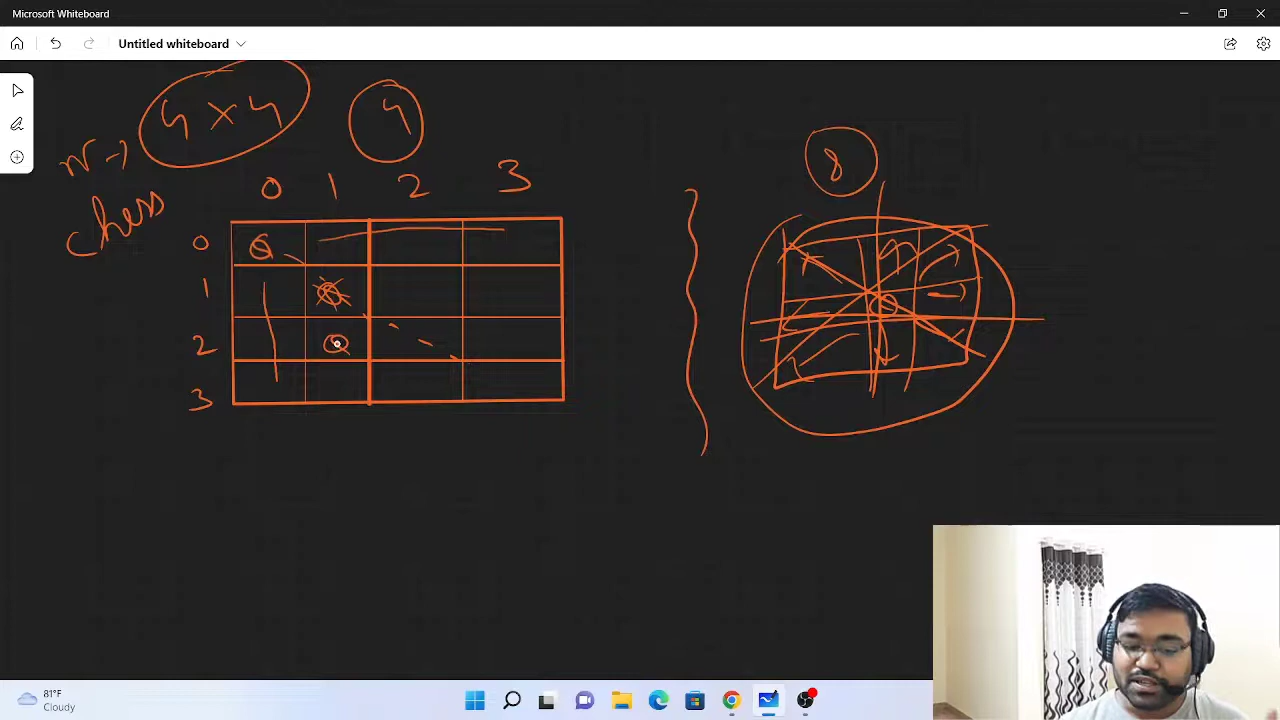 Microsoft Whiteboard
Untitled whiteboard
4 x 4 4
n →
chess
8
0 1 2 3
0 Q
1
2 Q
3
81°F
Cloudy